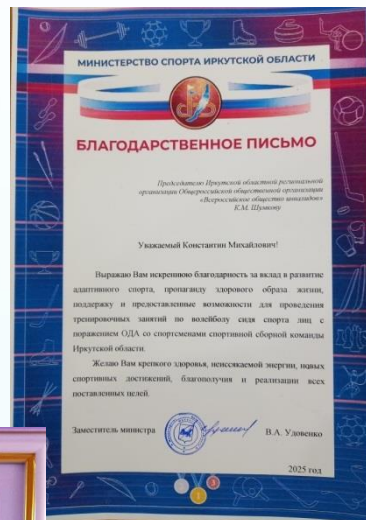 МИНИСТЕРСТВО СПОРТА ИРКУТСКОЙ ОБЛАСТИ
БЛАГОДАРСТВЕННОЕ ПИСЬМО
Председателю Иркутской областной региональной
организации Общероссийской общественной организации
«Всероссийское общество инвалидов»
К.М. Шумкову
Уважаемый Константин Михайлович!
Выражаю Вам искреннюю благодарность за вклад в развитие
адаптивного спорта, пропаганду здорового образа жизни,
поддержку и предоставленные возможности для проведения
тренировочных занятий по волейболу сидя спорта лиц с
поражением ОДА со спортсменами спортивной сборной команды
Иркутской области.
Желаю Вам крепкого здоровья, неиссякаемой энергии, новых
спортивных достижений, благополучия и реализации всех
поставленных целей.
Заместитель министра
В.А. Удовенко
2025 год